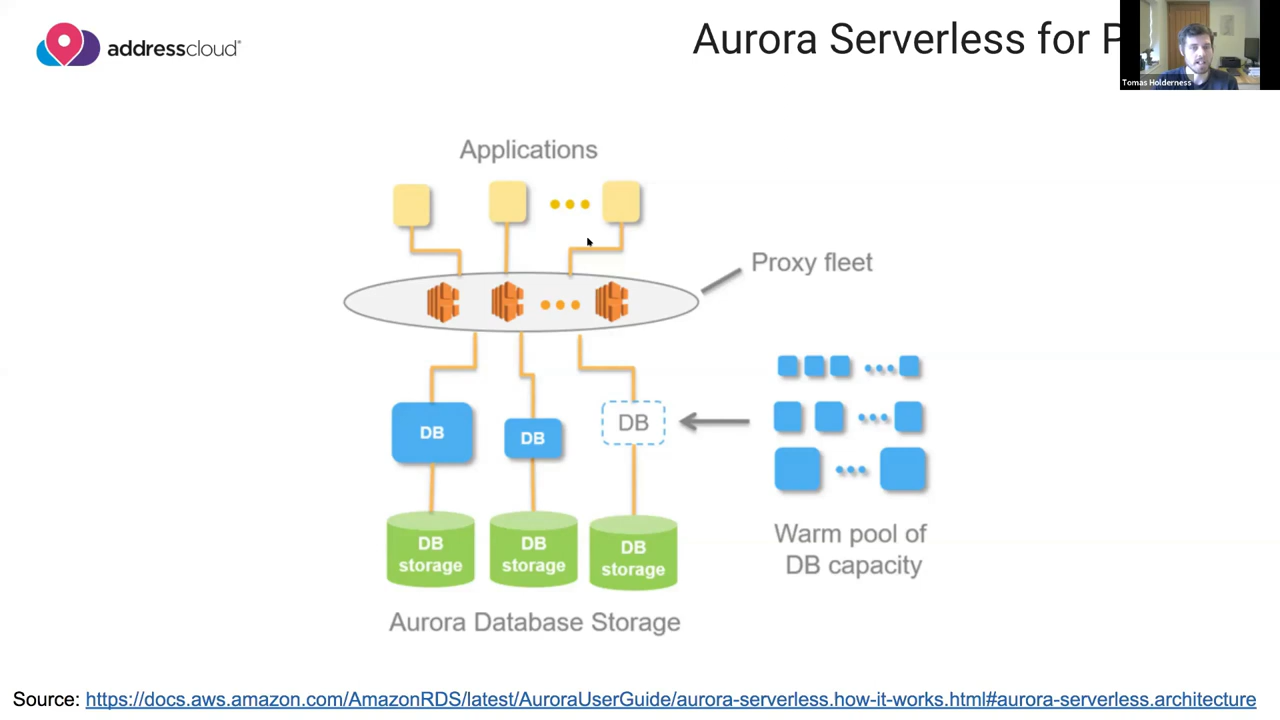 addresscloud®
Aurora Serverless for
Tomas Holderness
Applications
Proxy fleet
DB
DB
DB
DB storage
DB storage
DB storage
Warm pool of
DB capacity
Aurora Database Storage
Source: https://docs.aws.amazon.com/AmazonRDS/latest/AuroraUserGuide/aurora-serverless.how-it-works.html#aurora-serverless.architecture